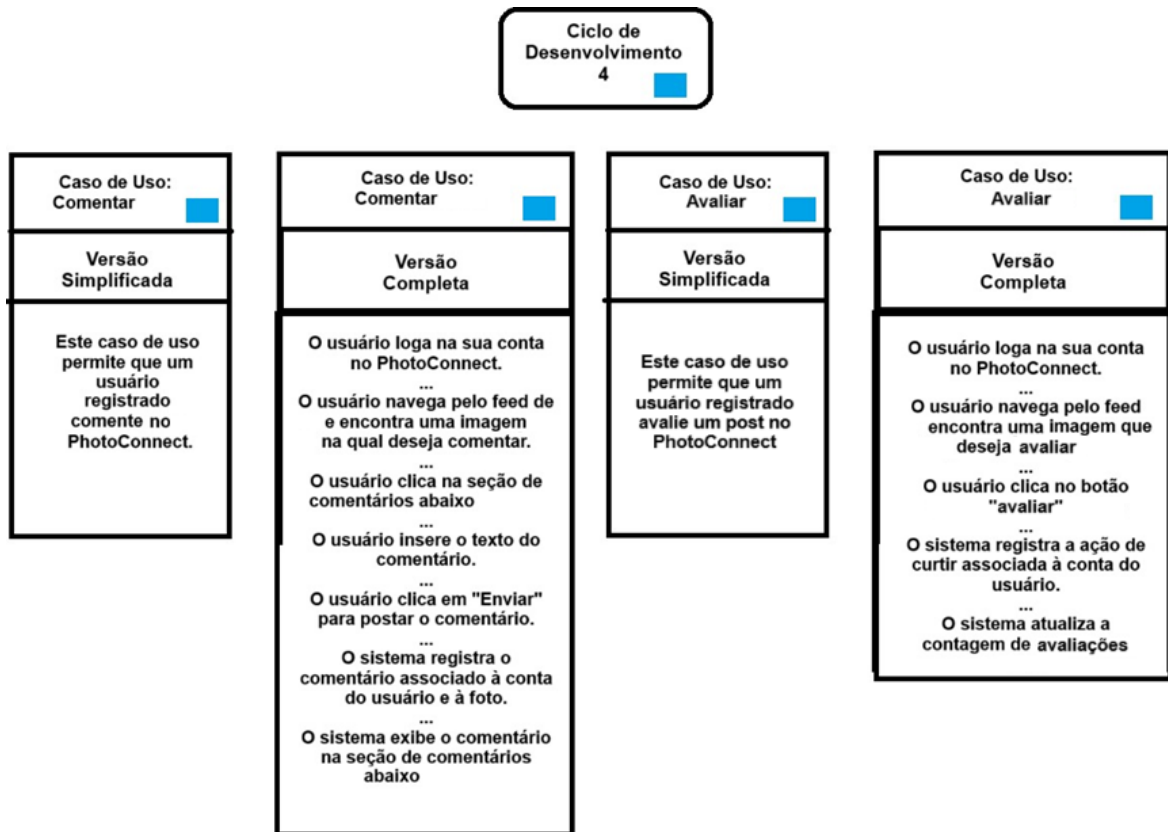 Ciclo de
Desenvolvimento
4
Caso de Uso:
Comentar
Versão
Simplificada
Este caso de uso
permite que um
usuário
registrado
comente no
PhotoConnect.
Caso de Uso:
Comentar
Versão
Completa
O usuário loga na sua conta
no PhotoConnect.
...
O usuário navega pelo feed de
e encontra uma imagem
na qual deseja comentar.
...
O usuário clica na seção de
comentários abaixo
...
O usuário insere o texto do
comentário.
...
O usuário clica em "Enviar"
para postar o comentário.
...
O sistema registra o
comentário associado à conta
do usuário e à foto.
...
O sistema exibe o comentário
na seção de comentários
abaixo
Caso de Uso:
Avaliar
Versão
Simplificada
Este caso de uso
permite que um
usuário registrado
avalie um post no
PhotoConnect
Caso de Uso:
Avaliar
Versão
Completa
O usuário loga na sua conta
no PhotoConnect.
...
O usuário navega pelo feed
encontra uma imagem que
deseja avaliar
...
O usuário clica no botão
"avaliar"
...
O sistema registra a ação de
curtir associada à conta do
usuário.
...
O sistema atualiza a
contagem de avaliações